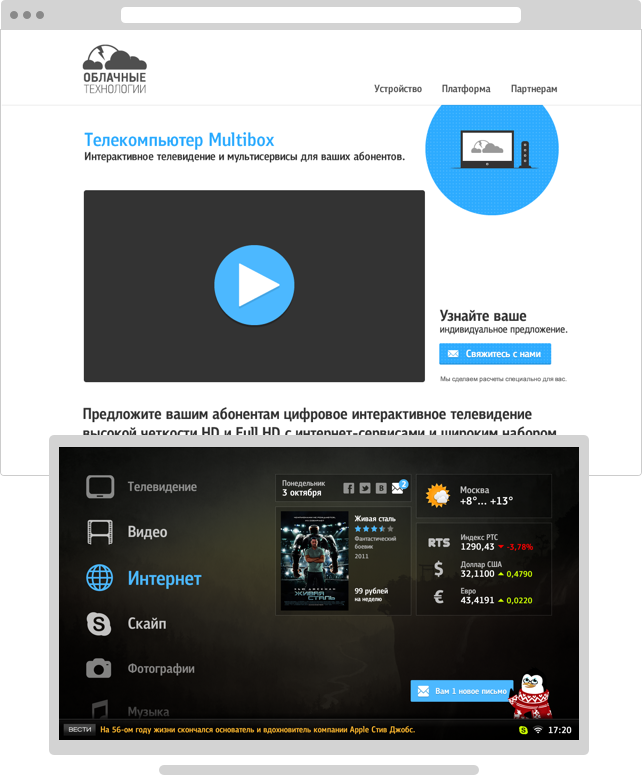 ОБЛАЧНЫЕ
ТЕХНОЛОГИИ
Устройство Платформа Партнерам
Телекомпьютер Multibox
Интерактивное телевидение и мультисервисы для ваших абонентов.
Узнайте ваше
индивидуальное предложение.
Свяжитесь с нами
Мы сделаем расчеты специально для вас.
Предложите вашим абонентам цифровое интерактивное телевидение
высокой четкости HD и Full HD с интернет-сервисами и широким набором
Телевидение
Видео
Интернет
Скайп
Фотографии
Музыка
Понедельник
3 октября
2
Живая сталь
Фантастический
боевик
2011
99 рублей
на неделю
ЖИВАЯ
СТАЛЬ
Москва
+8°... +13°
RTS
Индекс РТС
1290,43 -3,78%
$
Доллар США
32,1100 0,4790
€
Евро
43,4191 0,0220
Вам 1 новое письмо
ВЕСТИ
На 56-ом году жизни скончался основатель и вдохновитель компании Apple Стив Джобс.
17:20